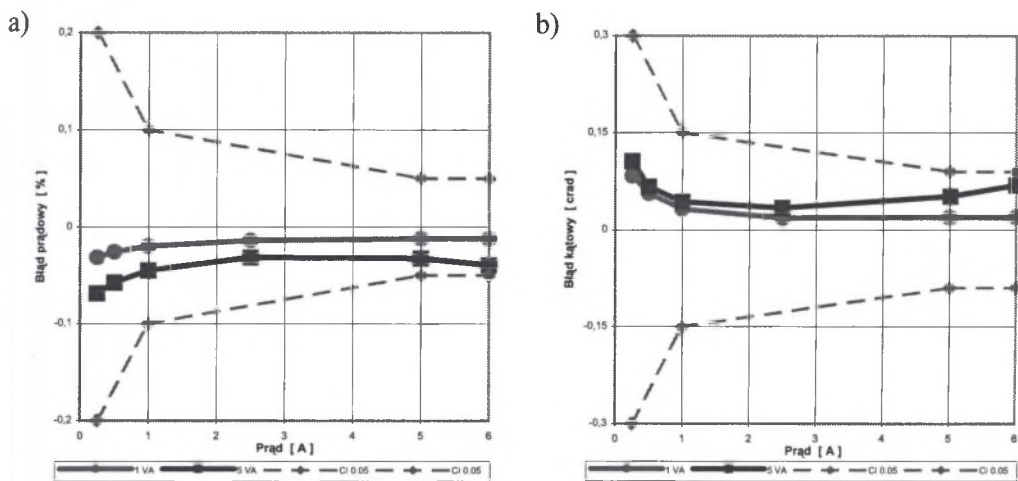 a)
Błąd prądowy [ % ]
0,2
0,1
0
-0,1
-0,2
0 1 2 3 4 5 6
Prąd [ A ]
1 VA 5 VA Cl 0.05 Cl 0.05
b)
Błąd kątowy [ crad ]
0,3
0,15
0
-0,15
-0,3
0 1 2 3 4 5 6
Prąd [ A ]
1 VA 5 VA Cl 0.05 Cl 0.05